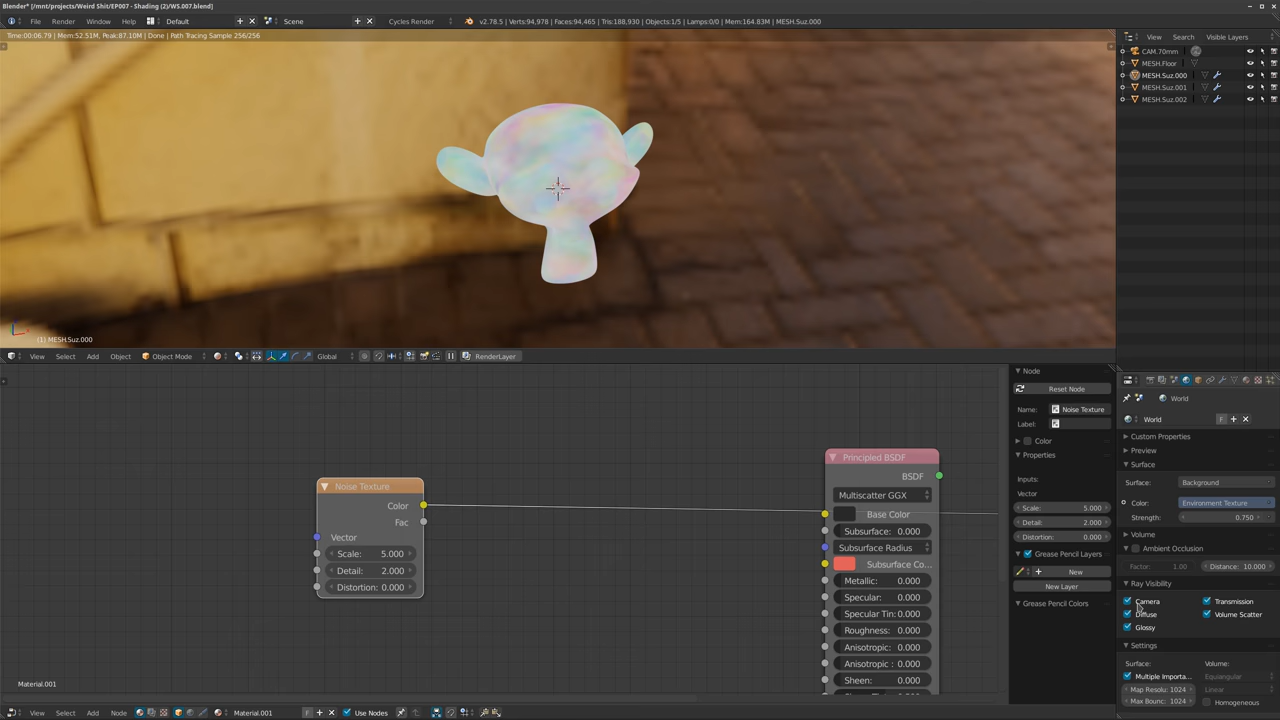 Blender* [/mnt/projects/Weird Shit/EP007 - Shading (2)/WS.007.blend]
File Render Window Help Default Scene Cycles Render v2.78.5 | Verts:94,978 | Faces:94,465 | Tris:188,930 | Objects:1/5 | Lamps:0/0 | Mem:164.83M | MESH.Suz.000
Time:00:06.79 | Mem:52.51M, Peak:87.10M | Done | Path Tracing Sample 256/256
View Search Visible Layers
CAM.70mm
MESH.Floor
MESH.Suz.000
MESH.Suz.001
MESH.Suz.002
(1) MESH.Suz.000
View Select Add Object Object Mode Global RenderLayer
Noise Texture
Color
Fac
Vector
Scale: 5.000
Detail: 2.000
Distortion: 0.000
Principled BSDF
BSDF
Multiscatter GGX
Base Color
Subsurface: 0.000
Subsurface Radius
Subsurface Co...
Metallic: 0.000
Specular: 0.000
Specular Tin: 0.000
Roughness: 0.000
Anisotropic: 0.000
Anisotropic : 0.000
Sheen: 0.000
Material.001
View Select Add Node Material.001 F Use Nodes
Node
Reset Node
Name: Noise Texture
Label:
Color
Properties
Inputs:
Vector
Scale: 5.000
Detail: 2.000
Distortion: 0.000
Grease Pencil Layers
New
New Layer
Grease Pencil Colors
World
World F
Custom Properties
Preview
Surface
Surface: Background
Color: Environment Texture
Strength: 0.750
Volume
Ambient Occlusion
Factor: 1.00 Distance: 10.000
Ray Visibility
Camera Transmission
Diffuse Volume Scatter
Glossy
Settings
Surface: Volume:
Multiple Importa... Equiangular
Map Resolu: 1024 Linear
Max Bounc: 1024 Homogeneous